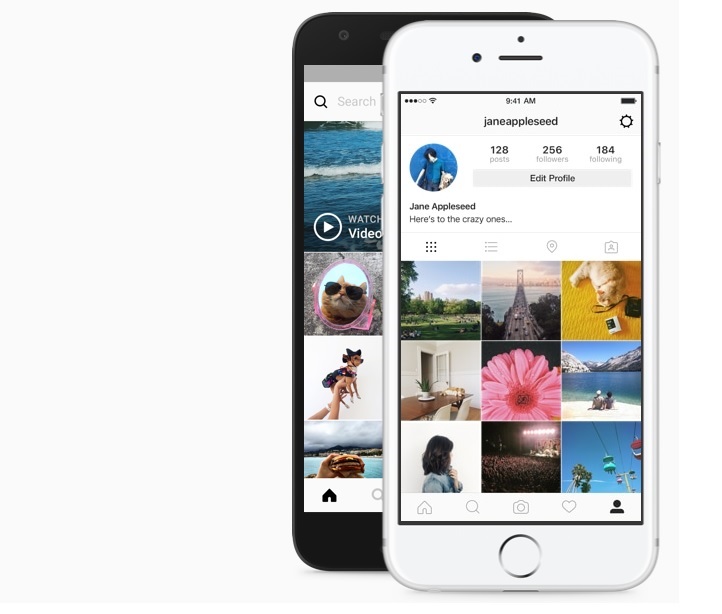 Search
WATCH
Video
9:41 AM
janeappleseed
128 256 184
posts followers following
Edit Profile
Jane Appleseed
Here's to the crazy ones...